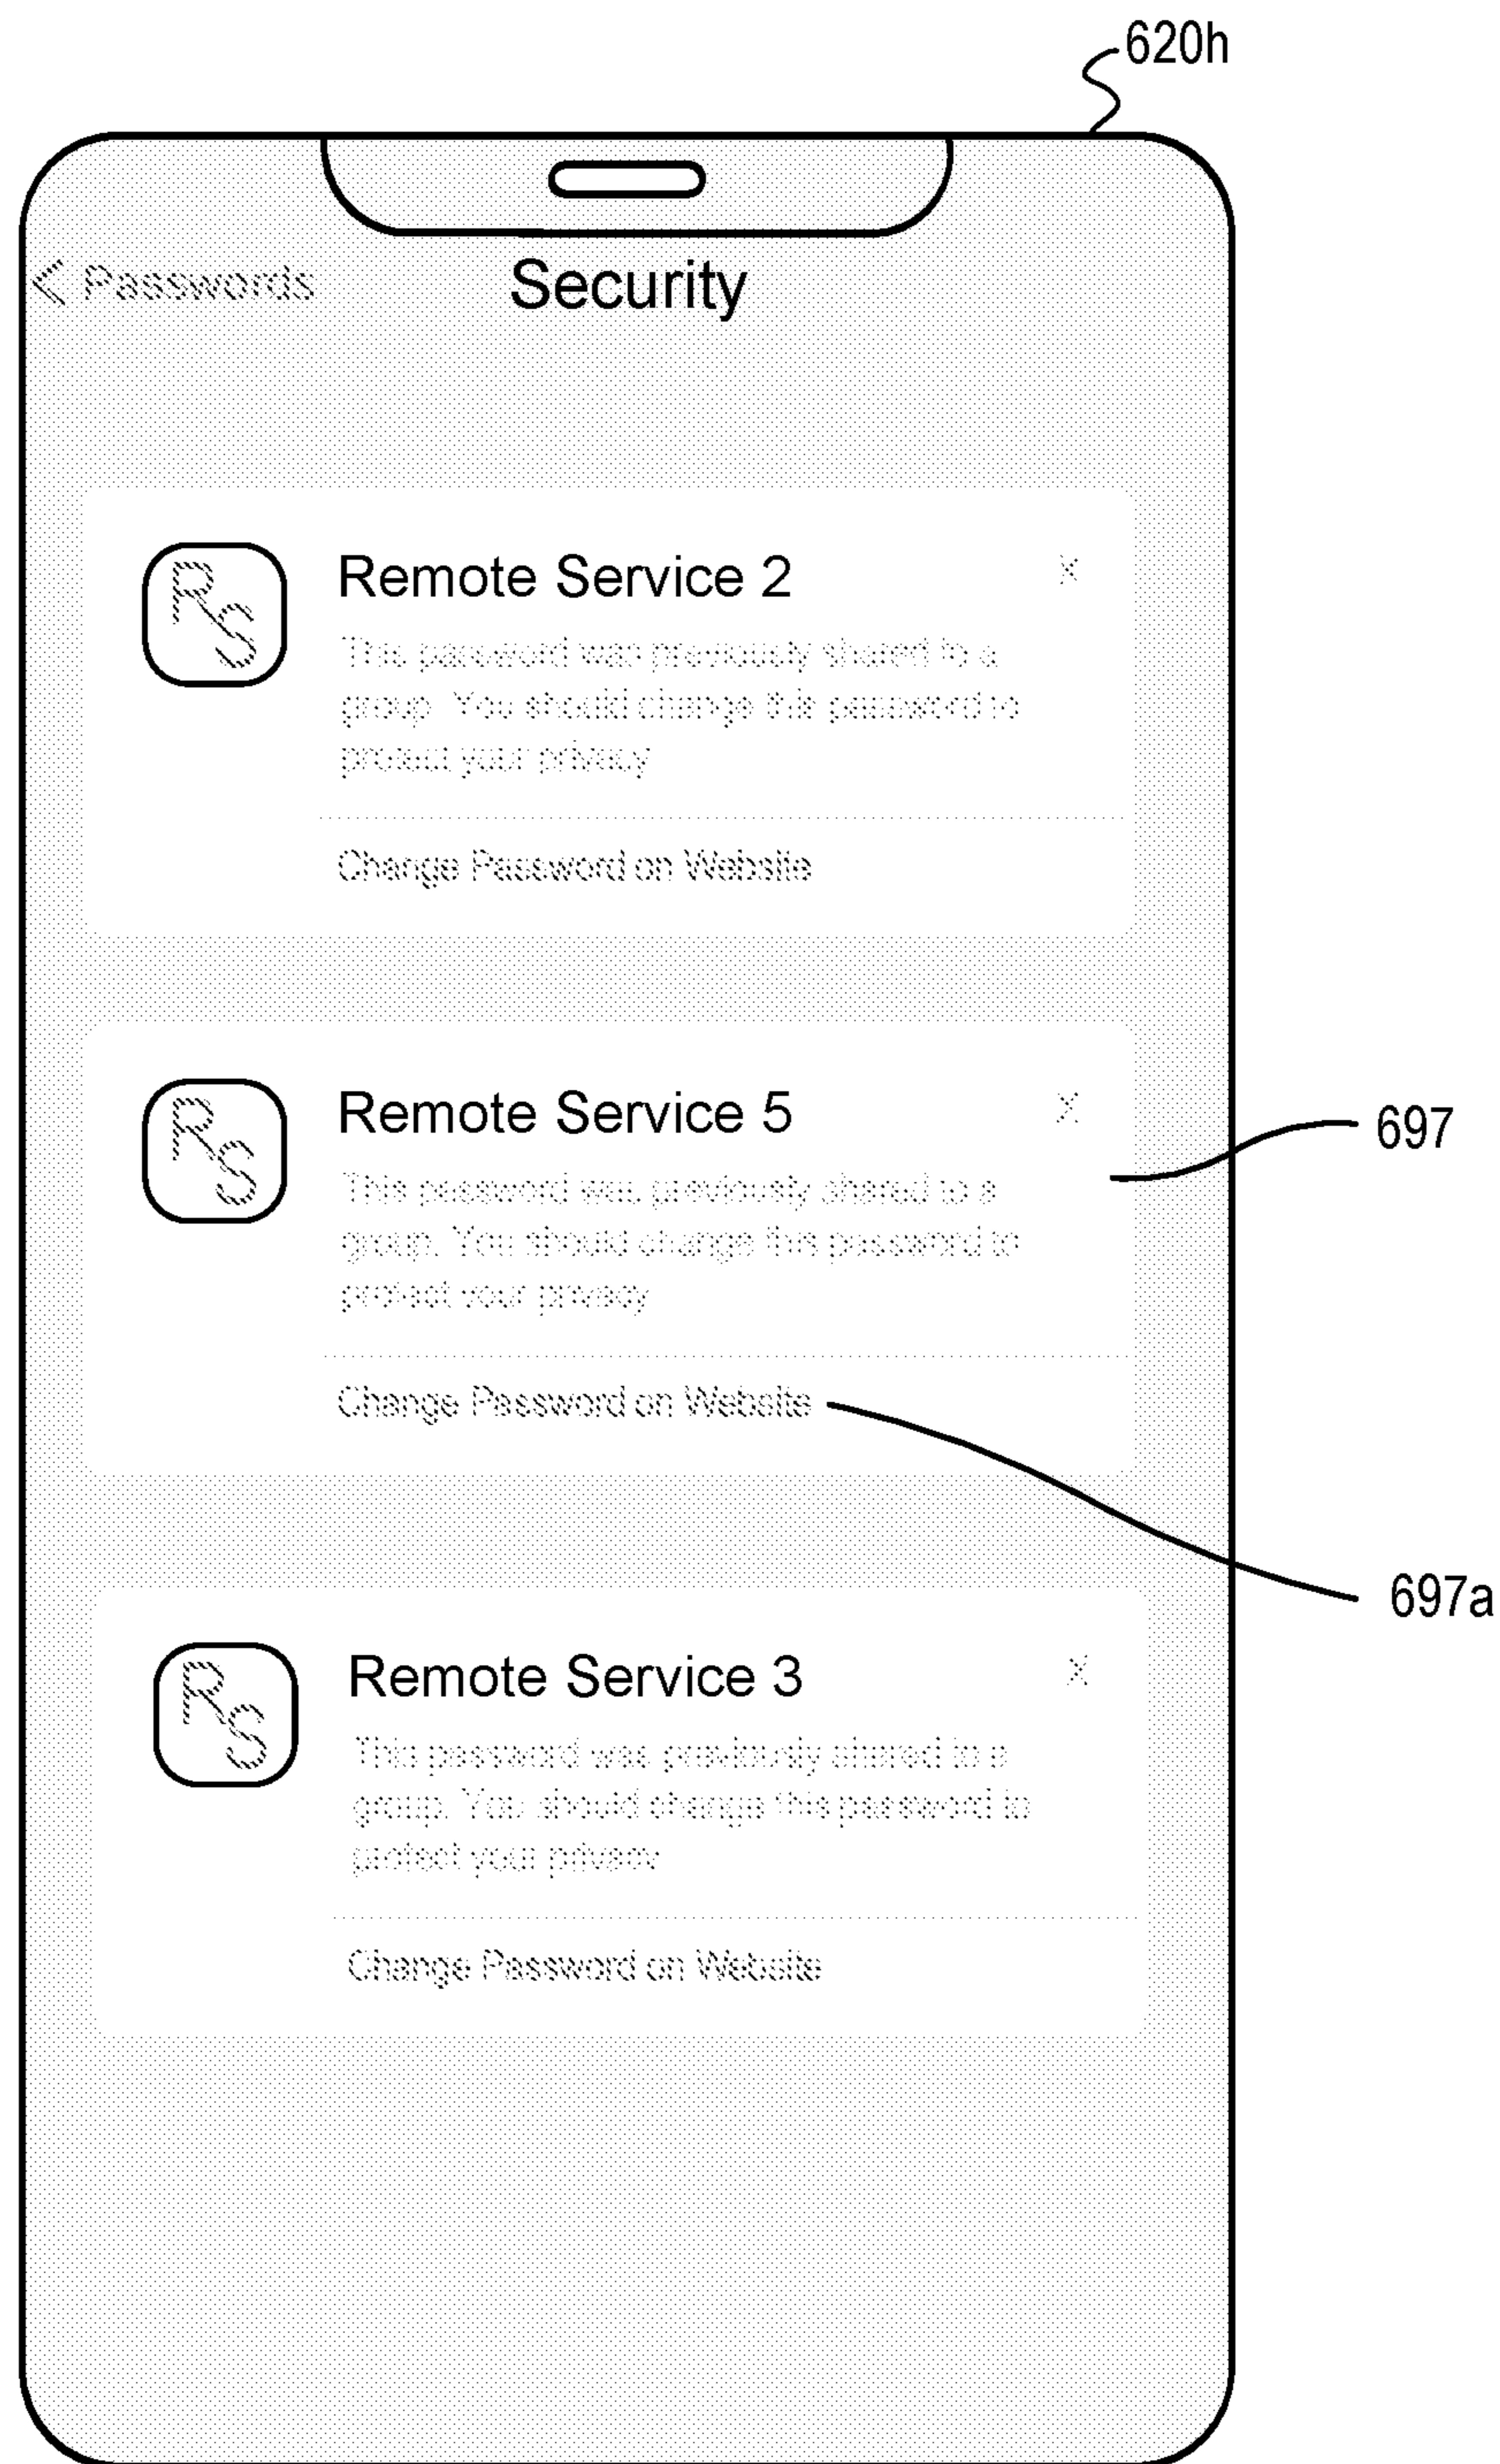 620h
< Passwords
Security
RS
Remote Service 2
X
This password was previously shared to a
group. You should change this password to
protect your privacy
Change Password on Website
RS
Remote Service 5
X
This password was previously shared to a
group. You should change this password to
protect your privacy
Change Password on Website
697
697a
RS
Remote Service 3
X
This password was previously shared to a
group. You should change this password to
protect your privacy
Change Password on Website